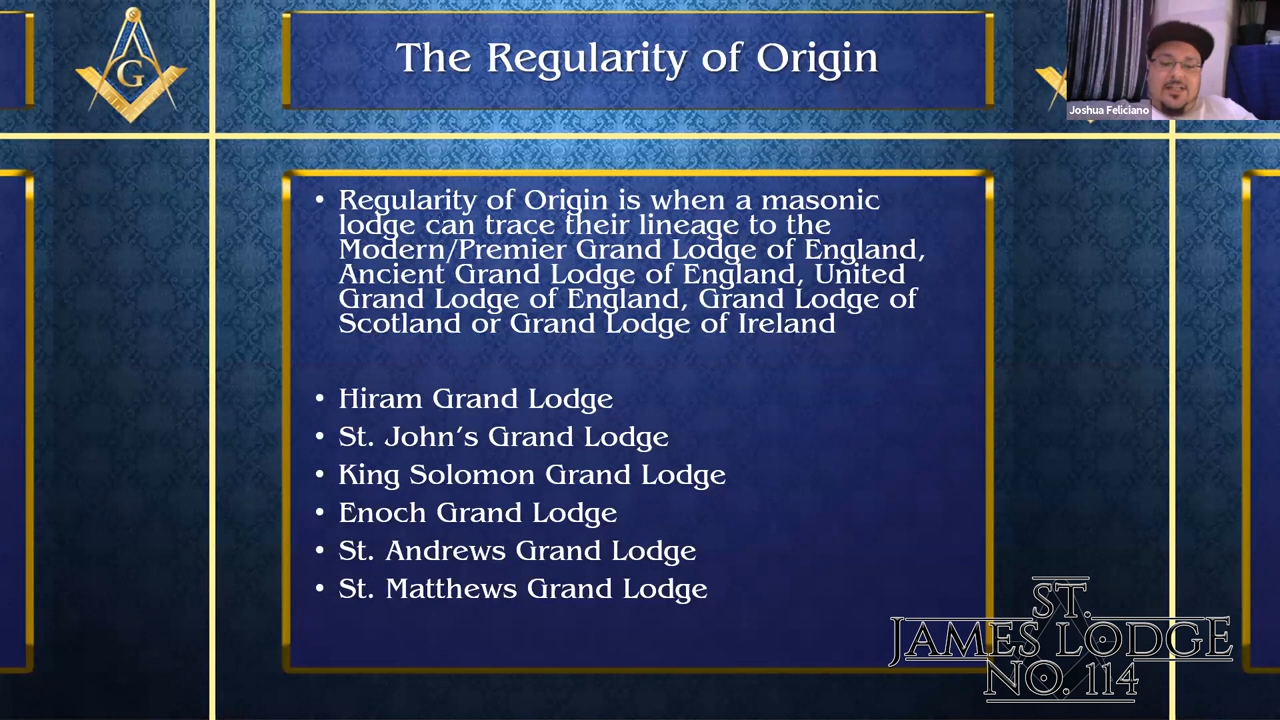 G
The Regularity of Origin
Joshua Feliciano
• Regularity of Origin is when a masonic
lodge can trace their lineage to the
Modern/Premier Grand Lodge of England,
Ancient Grand Lodge of England, United
Grand Lodge of England, Grand Lodge of
Scotland or Grand Lodge of Ireland
• Hiram Grand Lodge
• St. John's Grand Lodge
• King Solomon Grand Lodge
• Enoch Grand Lodge
• St. Andrews Grand Lodge
• St. Matthews Grand Lodge
ST.
JAMES LODGE
NO. 114